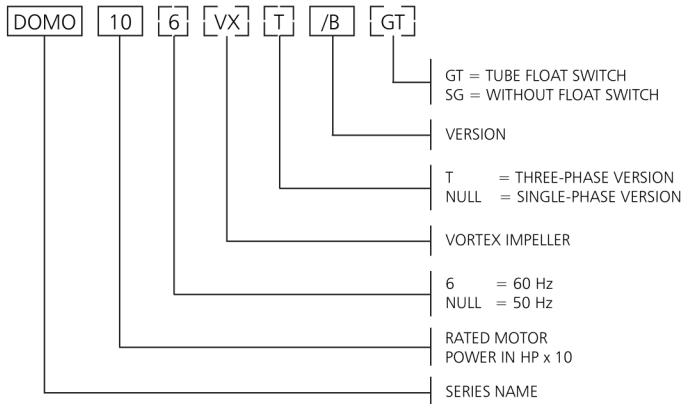 DOMO 10 6 VX T /B GT
GT = TUBE FLOAT SWITCH
SG = WITHOUT FLOAT SWITCH
VERSION
T = THREE-PHASE VERSION
NULL = SINGLE-PHASE VERSION
VORTEX IMPELLER
6 = 60 Hz
NULL = 50 Hz
RATED MOTOR
POWER IN HP x 10
SERIES NAME